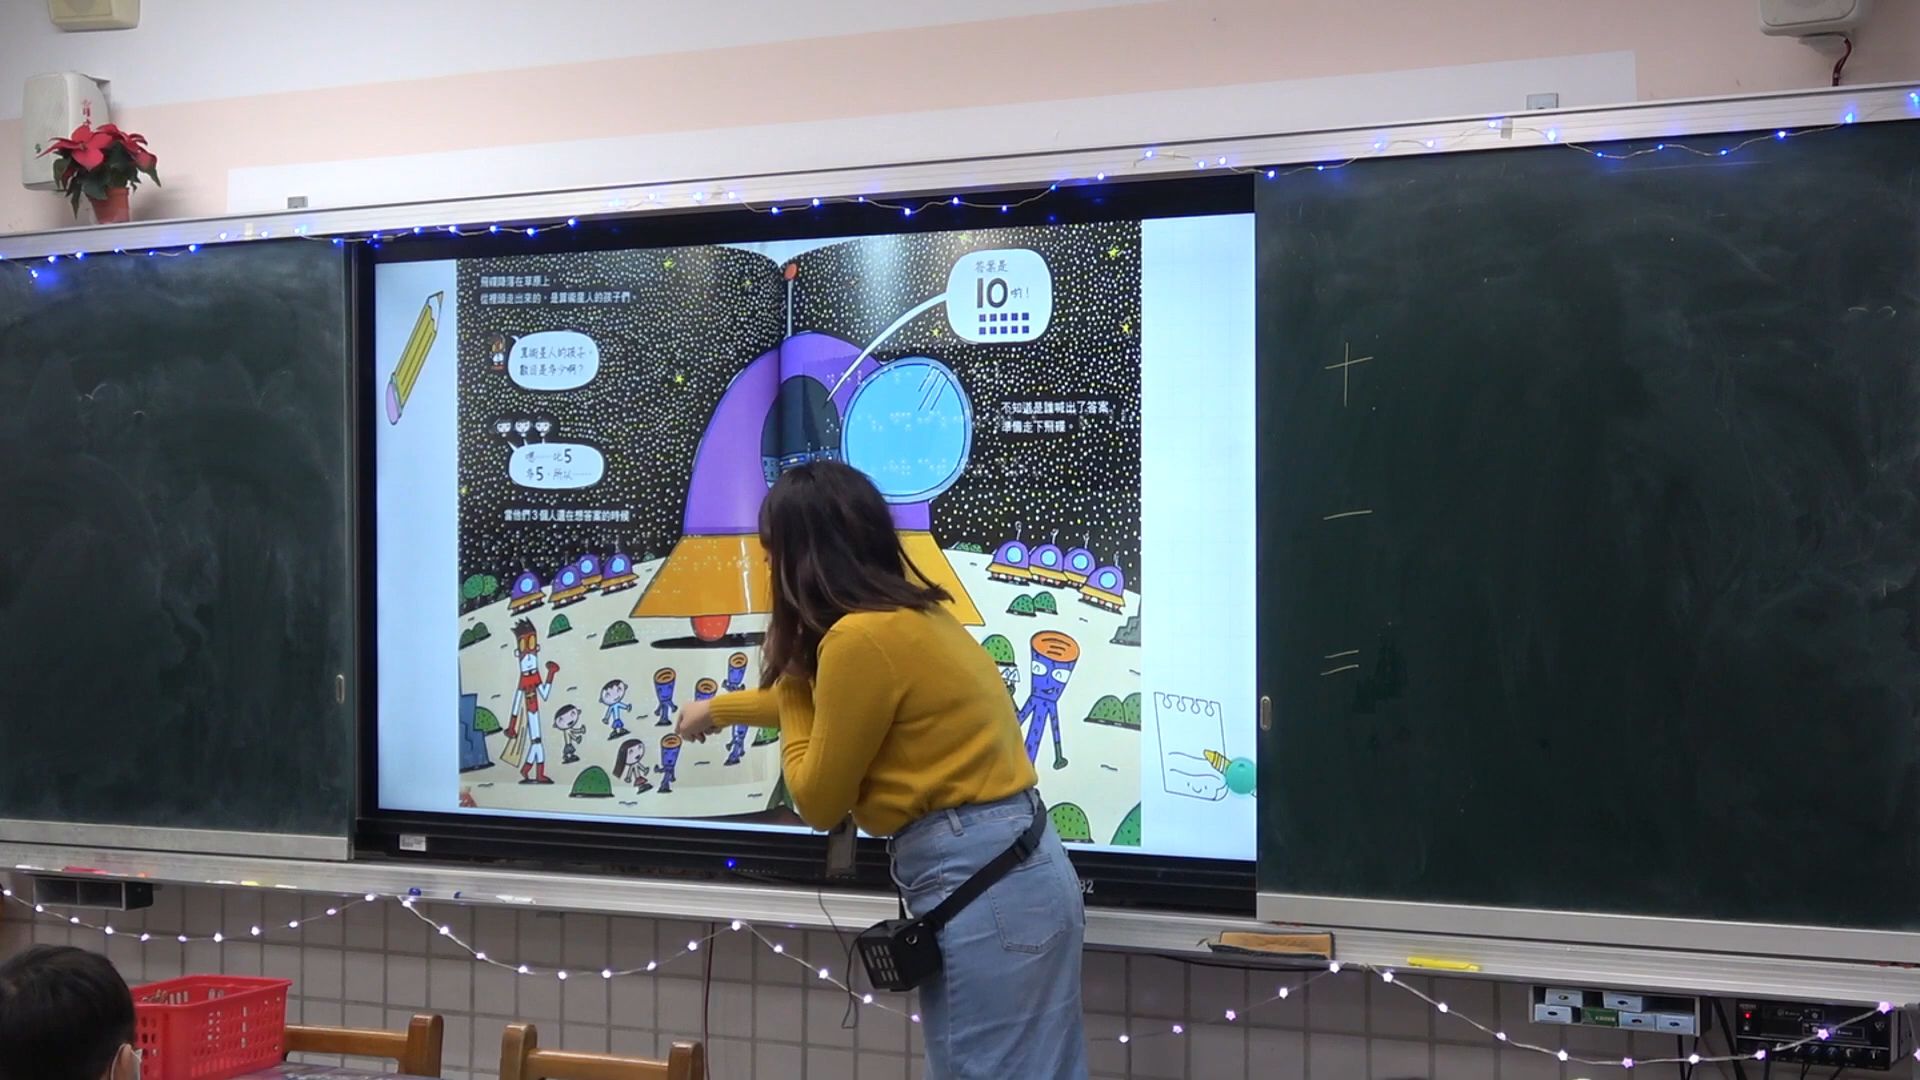 飛碟降落在草原上
從裡頭走出來的,是算術星人的孩子們。
算術星人的孩子,
數目是多少啊?
嗯……比5
多5,所以……
當他們3個人還在想答案的時候
答案是
10喲!
不知道是誰喊出了答案,
準備走下飛碟。
+
−
=